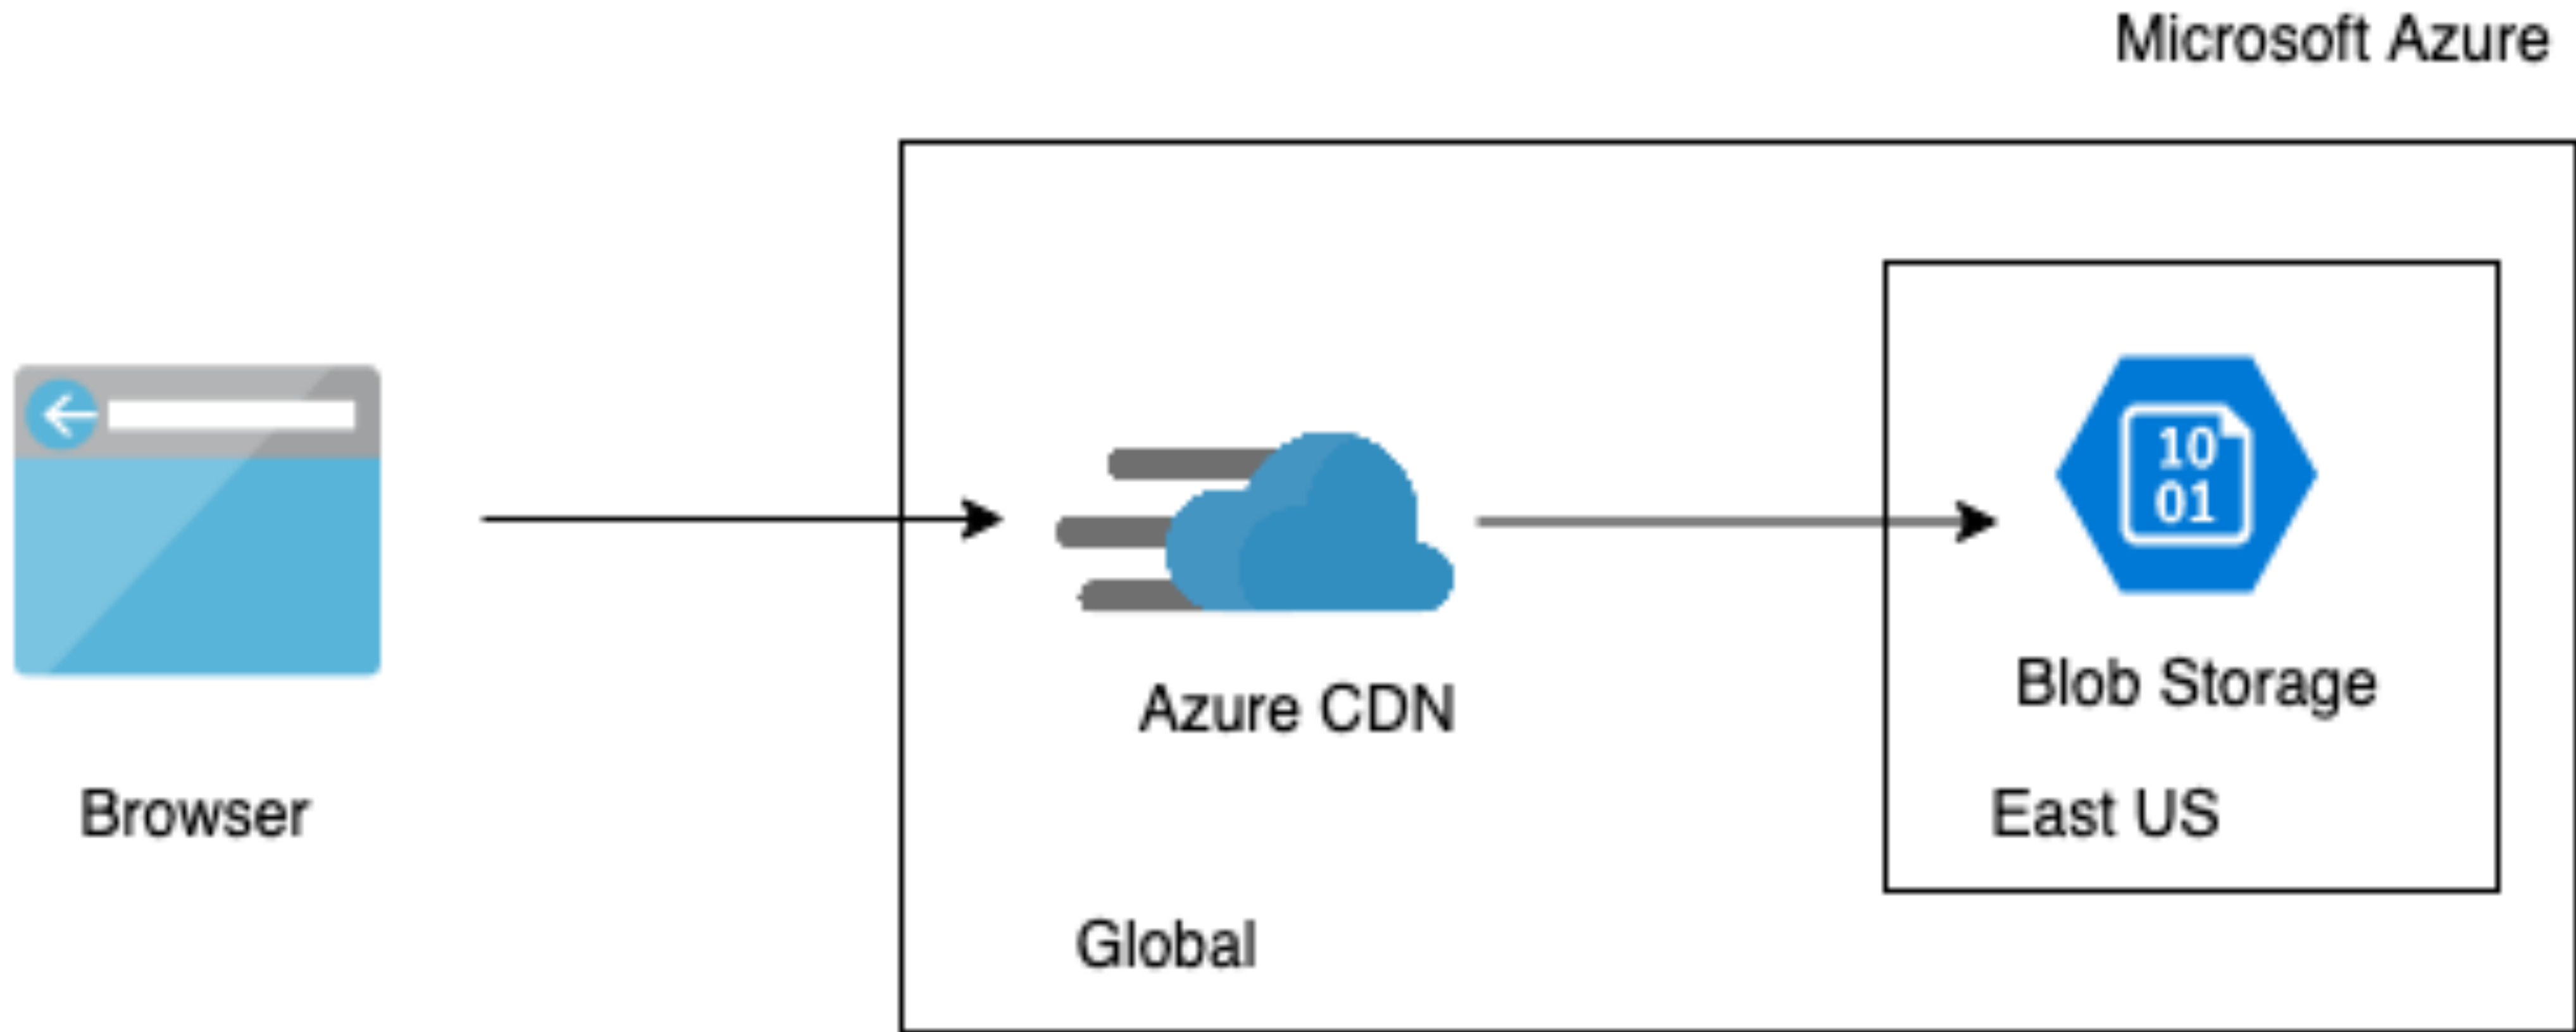 Microsoft Azure
10
01
Azure CDN
Blob Storage
Browser
East US
Global